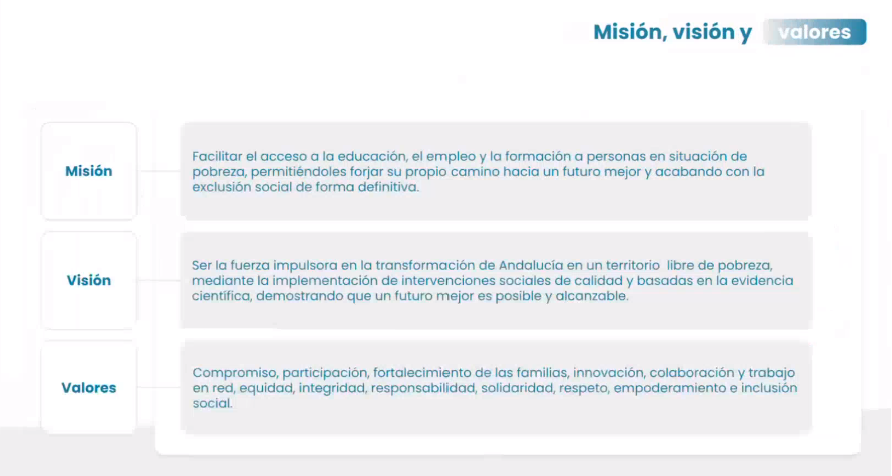 Misión, visión y valores
Misión
Facilitar el acceso a la educación, el empleo y la formación a personas en situación de
pobreza, permitiéndoles forjar su propio camino hacia un futuro mejor y acabando con la
exclusión social de forma definitiva.
Visión
Ser la fuerza impulsora en la transformación de Andalucía en un territorio libre de pobreza,
mediante la implementación de intervenciones sociales de calidad y basadas en la evidencia
científica, demostrando que un futuro mejor es posible y alcanzable.
Valores
Compromiso, participación, fortalecimiento de las familias, innovación, colaboración y trabajo
en red, equidad, integridad, responsabilidad, solidaridad, respeto, empoderamiento e inclusión
social.